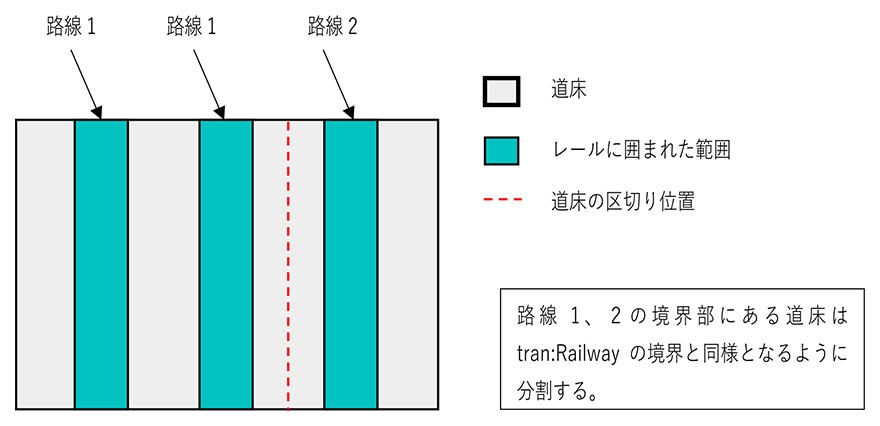 路線 1　路線 1　路線 2
道床
レールに囲まれた範囲
道床の区切り位置
路線 1、 2 の境界部にある道床は
tran:Railway の境界と同様となるように
分割する。